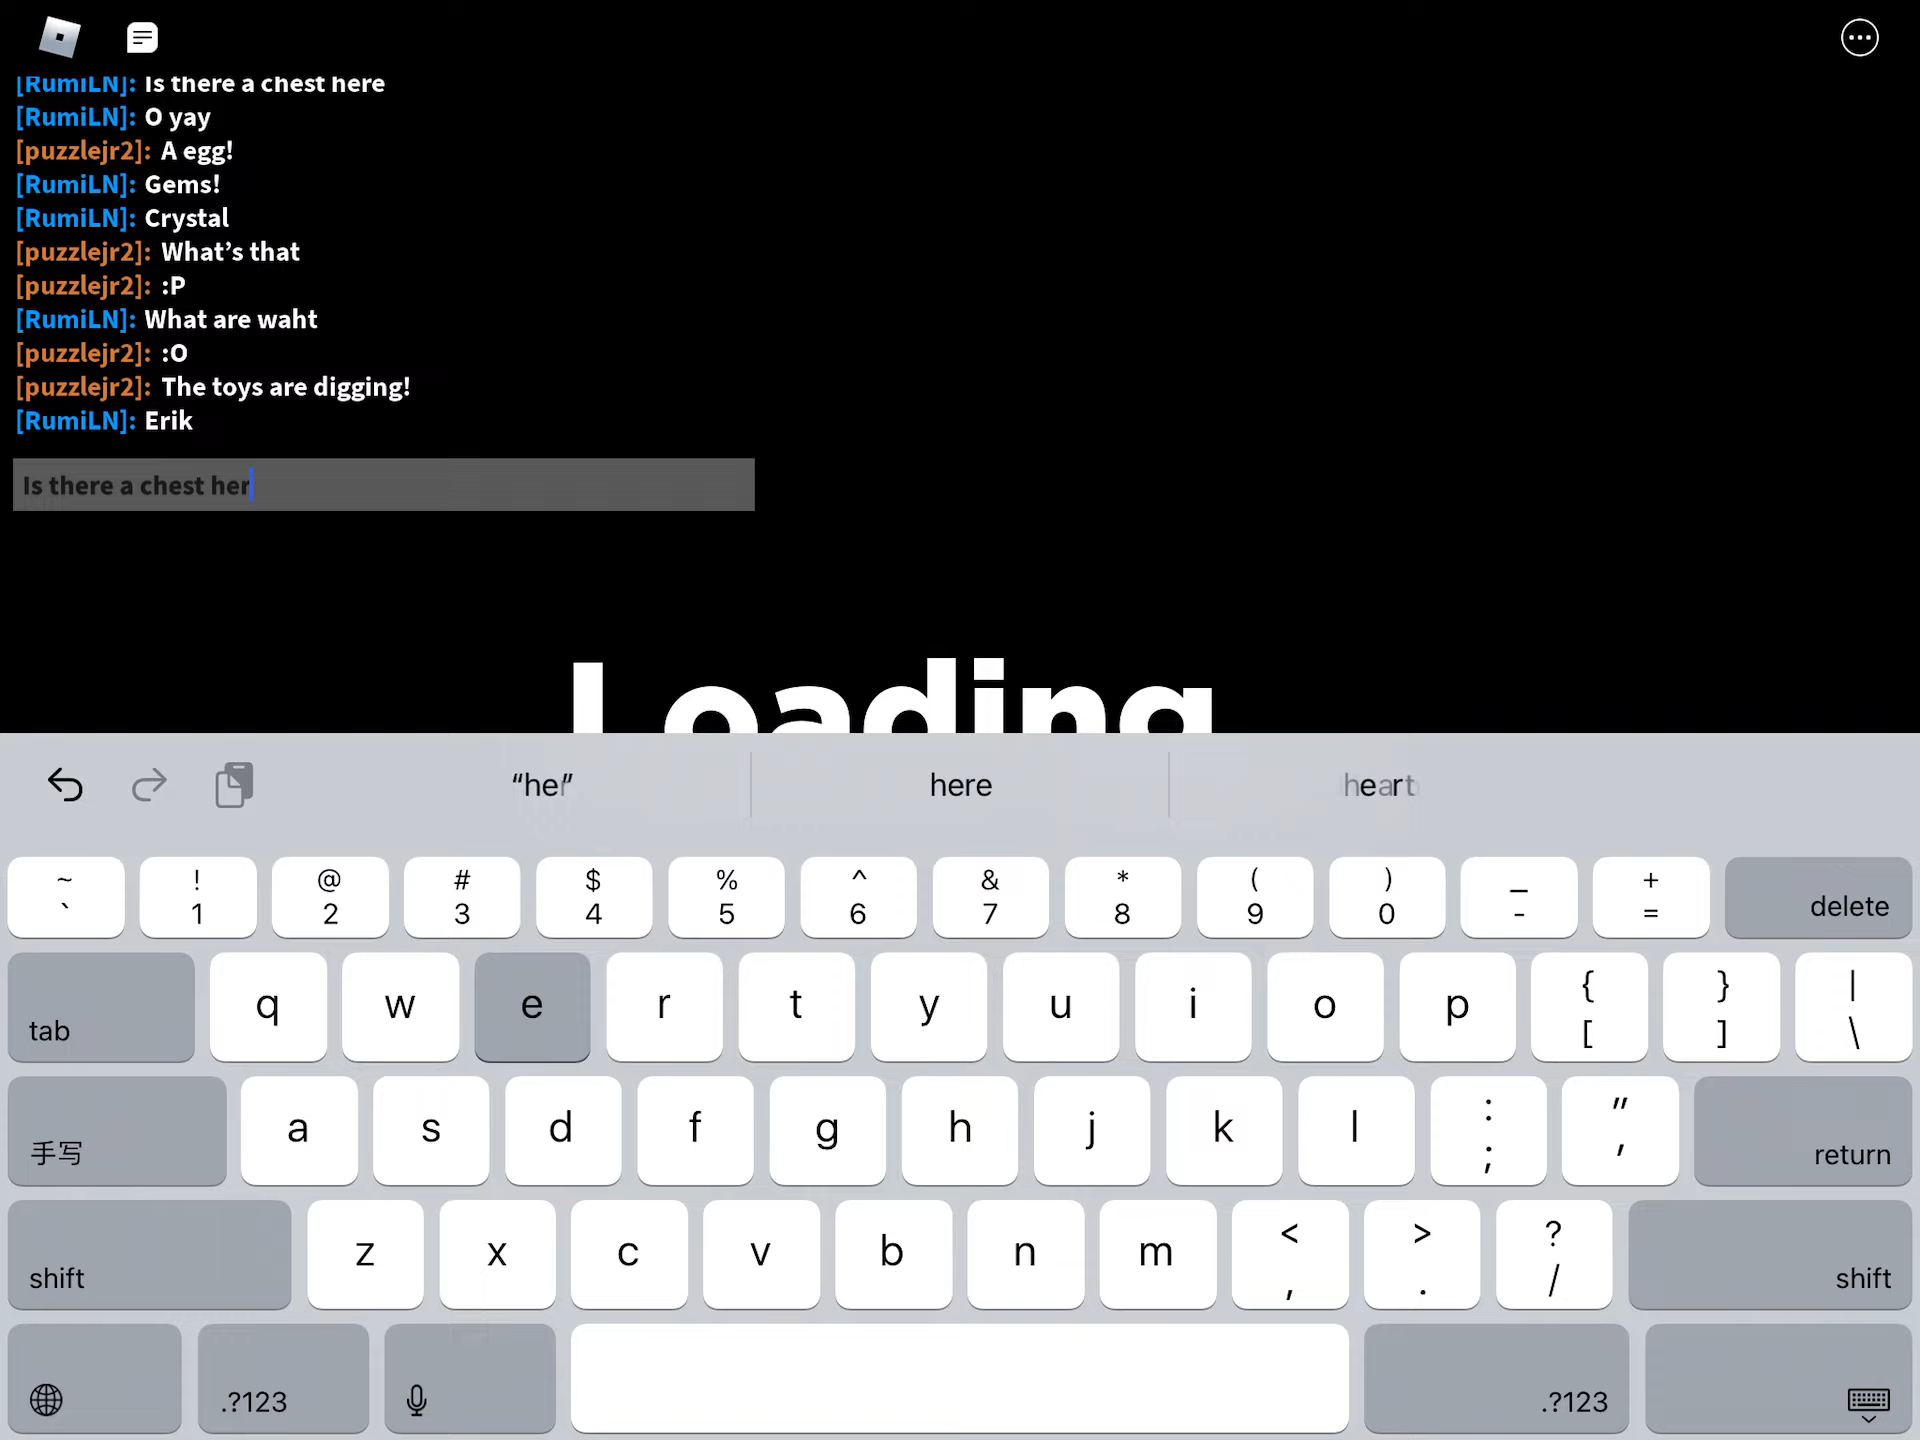 [RumiLN]: Is there a chest here
[RumiLN]: O yay
[puzzlejr2]: A egg!
[RumiLN]: Gems!
[RumiLN]: Crystal
[puzzlejr2]: What’s that
[puzzlejr2]: :P
[RumiLN]: What are waht
[puzzlejr2]: :O
[puzzlejr2]: The toys are digging!
[RumiLN]: Erik
Is there a chest her
Loading
“her” here heart
~ ! @ # $ % ^ & * ( ) _ +
` 1 2 3 4 5 6 7 8 9 0 - = delete
tab q w e r t y u i o p { [ } ] | \
手写 a s d f g h j k l : ; " ' return
shift z x c v b n m < , > . ? / shift
.?123 .?123